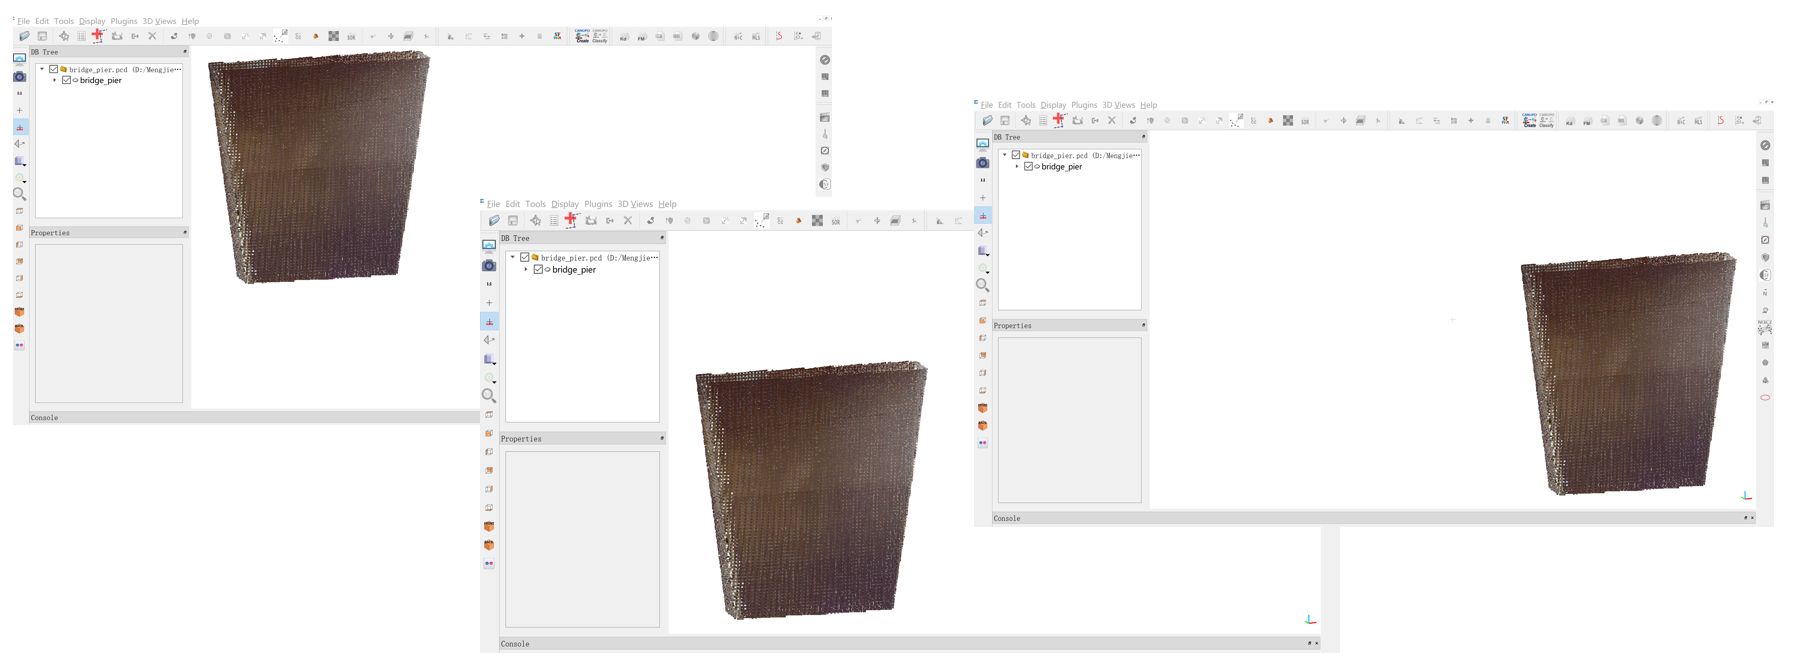 File Edit Tools Display Plugins 3D Views Help
DB Tree
bridge_pier.pcd (D:/Mengjie···
bridge_pier
Properties
Console
File Edit Tools Display Plugins 3D Views Help
SOR
DB Tree
bridge_pier.pcd (D:/Mengjie···
bridge_pier
Properties
Console
File Edit Tools Display Plugins 3D Views Help
DB Tree
bridge_pier.pcd (D:/Mengjie···
bridge_pier
Properties
Console